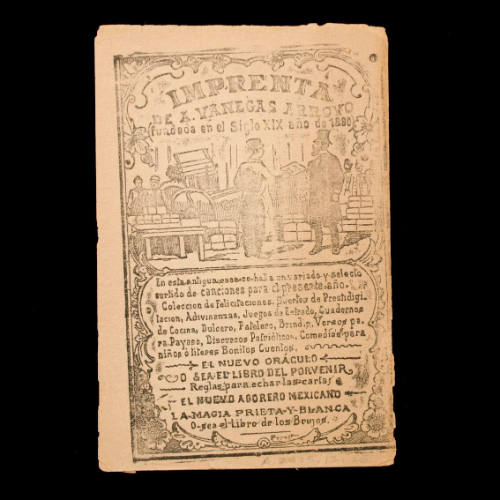 IMPRENTA
DE A. VANEGAS ARROYO
fundada en el Siglo XIX año de 1880
En esta antigua casa se halla un variado y selecto
surtido de canciones para el presente año.
Coleccion de Felicitaciones, Suertos de Prestidigi
tacion, Adivinanzas, Juegos de Estrado, Cuadernos
de Cocina, Dulcero, Pastelero, Brindis, Versos pa
ra Payaso, Discursos Patrióticos, Comedias para
niños o títeres Bonitos Cuentos.
EL NUEVO ORÁCULO
O SEA EL LIBRO DEL PORVENIR
Reglas para echar las cartas
EL NUEVO AGORERO MEXICANO
LA MAGIA PRIETA-Y-BLANCA
O-sea el Libro de los Brujos.